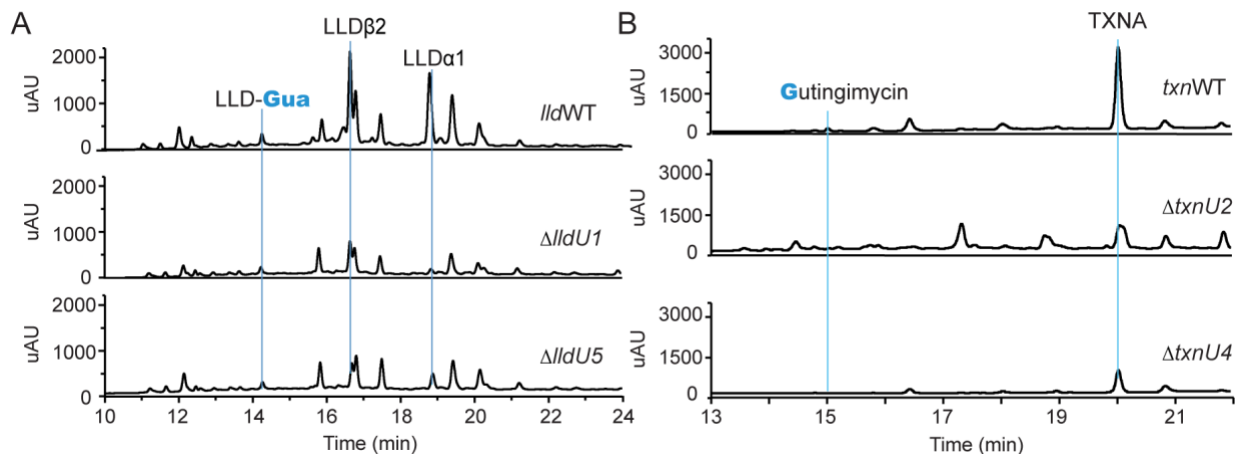 A
LLDβ2
LLDα1
LLD-Gua
lldWT
2000
1000
0
uAU
ΔlldU1
2000
1000
0
uAU
ΔlldU5
2000
1000
0
uAU
10 12 14 16 18 20 22 24
Time (min)
B
TXNA
Gutingimycin
txnWT
3000
1500
0
uAU
ΔtxnU2
3000
1500
0
uAU
ΔtxnU4
3000
1500
0
uAU
13 15 17 19 21
Time (min)